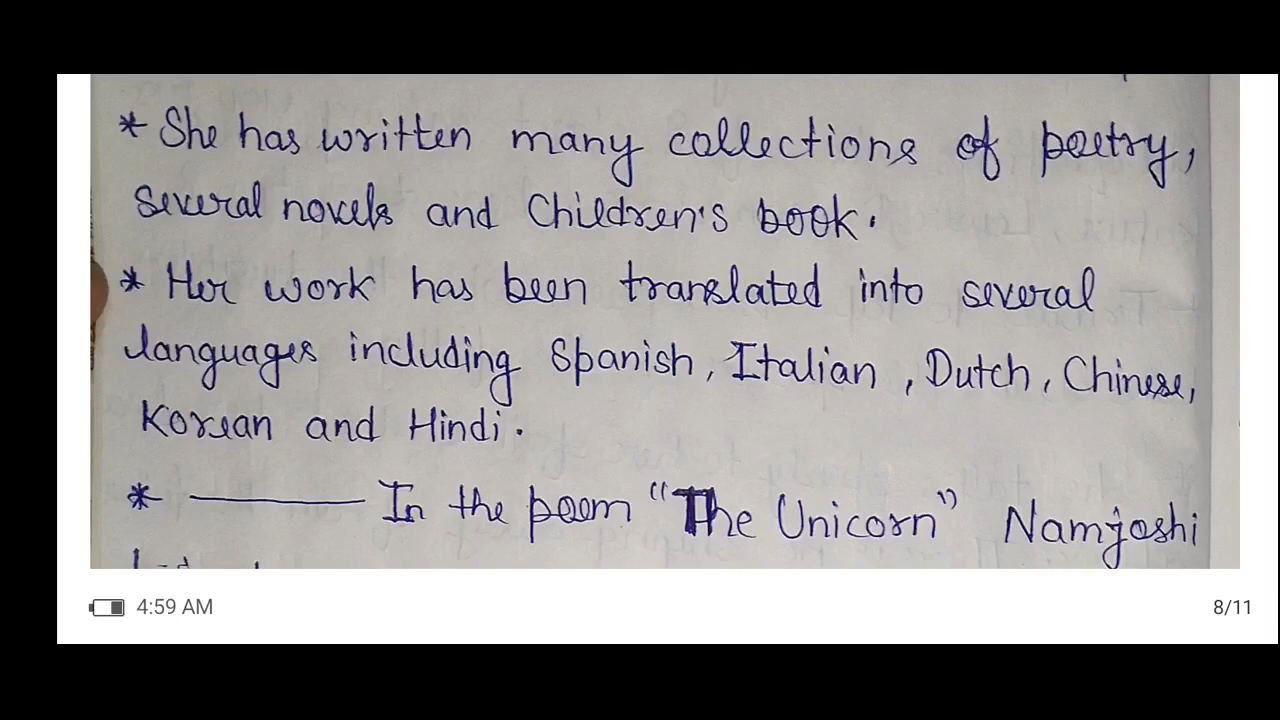 * She has written many collections of poetry,
several novels and Children's book.
* Her work has been translated into several
languages including Spanish, Italian, Dutch, Chinese,
Korean and Hindi.
* ——— In the poem "The Unicorn" Namjoshi
4:59 AM
8/11